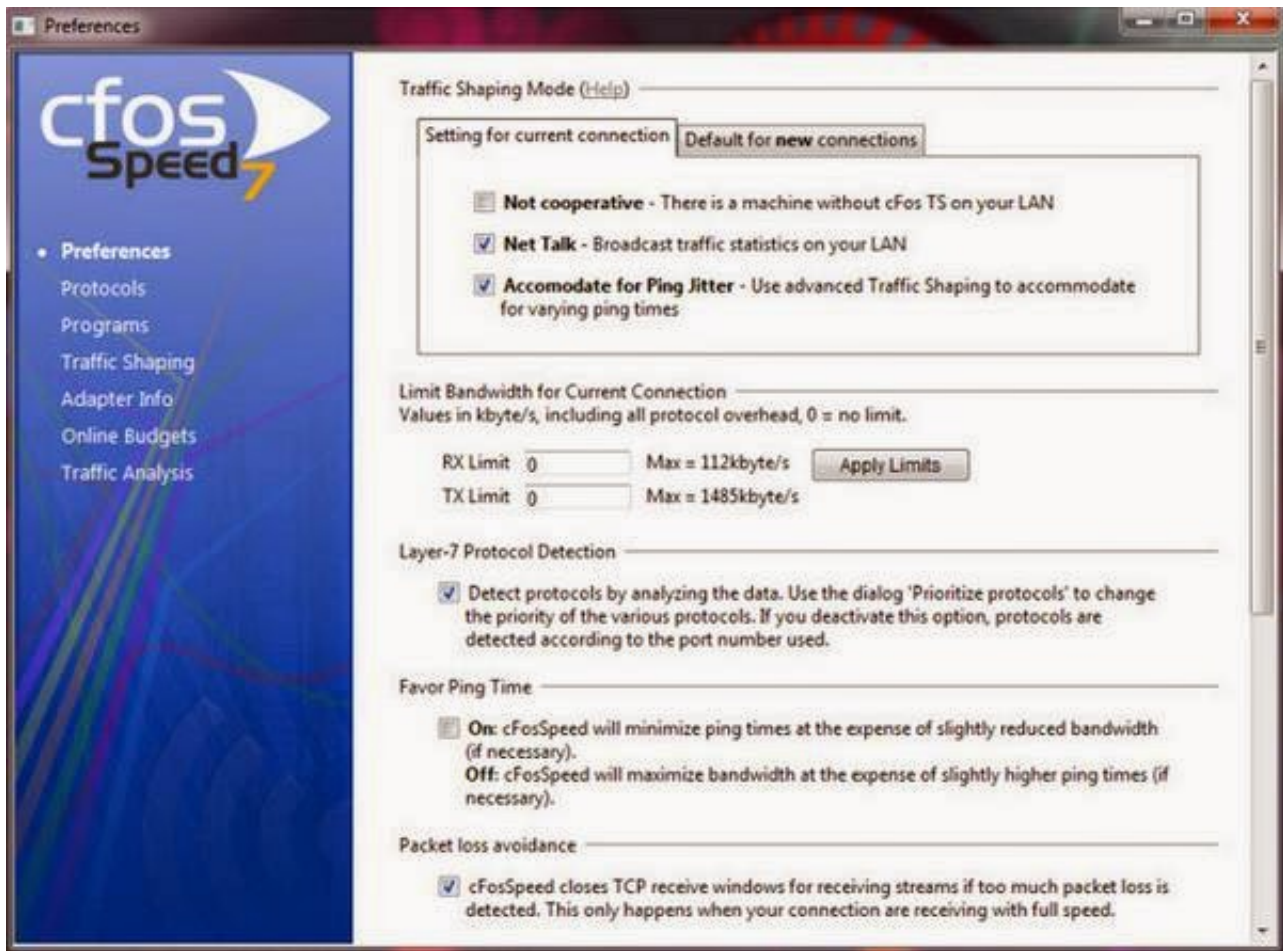 Preferences
cfos
Speed
7
Preferences
Protocols
Programs
Traffic Shaping
Adapter Info
Online Budgets
Traffic Analysis
Traffic Shaping Mode (Help)
Setting for current connection
Default for new connections
Not cooperative - There is a machine without cFos TS on your LAN
Net Talk - Broadcast traffic statistics on your LAN
Accomodate for Ping Jitter - Use advanced Traffic Shaping to accommodate
for varying ping times
Limit Bandwidth for Current Connection
Values in kbyte/s, including all protocol overhead, 0 = no limit.
RX Limit 0 Max = 112kbyte/s Apply Limits
TX Limit 0 Max = 1485kbyte/s
Layer-7 Protocol Detection
Detect protocols by analyzing the data. Use the dialog 'Prioritize protocols' to change
the priority of the various protocols. If you deactivate this option, protocols are
detected according to the port number used.
Favor Ping Time
On: cFosSpeed will minimize ping times at the expense of slightly reduced bandwidth
(if necessary).
Off: cFosSpeed will maximize bandwidth at the expense of slightly higher ping times (if
necessary).
Packet loss avoidance
cFosSpeed closes TCP receive windows for receiving streams if too much packet loss is
detected. This only happens when your connection are receiving with full speed.